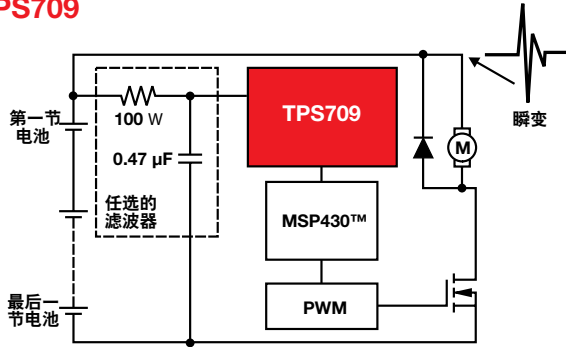 PS709
第一节
电池
100 W
0.47 µF
任选的
滤波器
TPS709
MSP430™
PWM
M
瞬变
最后一
节电池